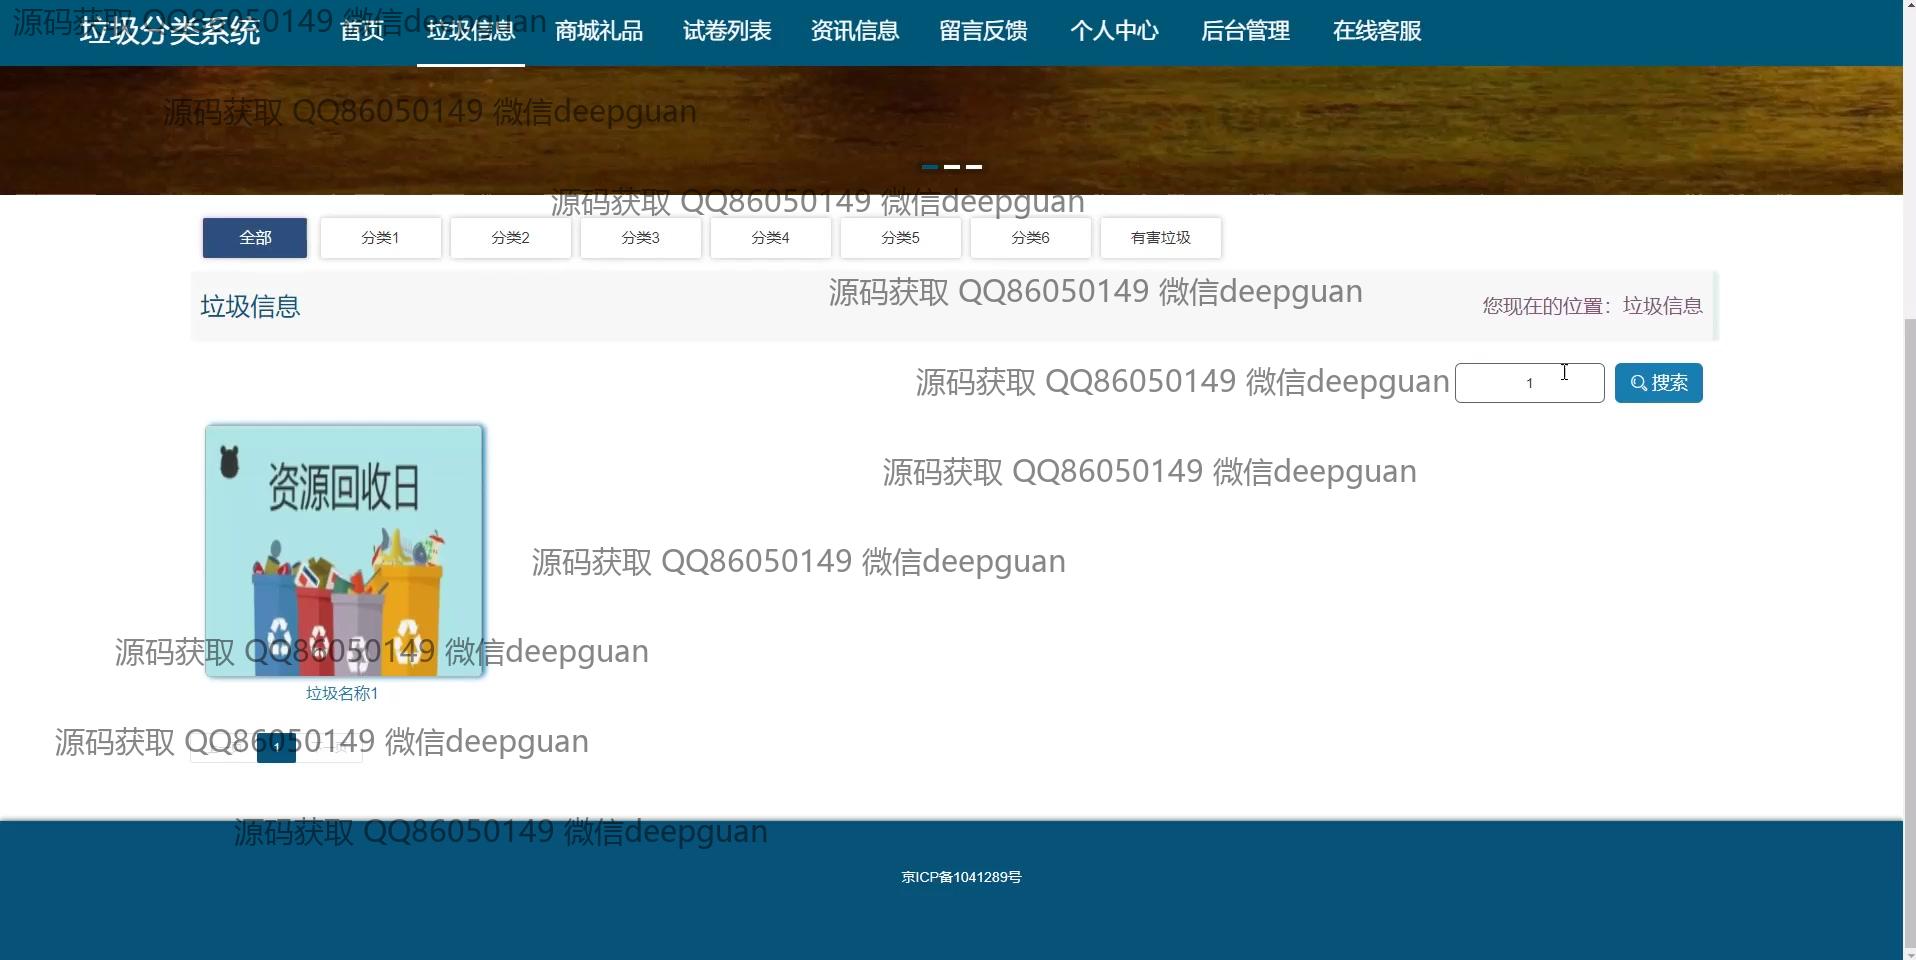 垃圾分类系统 首页 垃圾信息 商城礼品 试卷列表 资讯信息 留言反馈 个人中心 后台管理 在线客服
源码获取 QQ86050149 微信deepguan
源码获取 QQ86050149 微信deepguan
源码获取 QQ86050149 微信deepguan
全部 分类1 分类2 分类3 分类4 分类5 分类6 有害垃圾
源码获取 QQ86050149 微信deepguan
垃圾信息 您现在的位置：垃圾信息
源码获取 QQ86050149 微信deepguan
1 搜索
源码获取 QQ86050149 微信deepguan
资源回收日
源码获取 QQ86050149 微信deepguan
源码获取 QQ86050149 微信deepguan
垃圾名称1
源码获取 QQ86050149 微信deepguan
1
源码获取 QQ86050149 微信deepguan
京ICP备1041289号